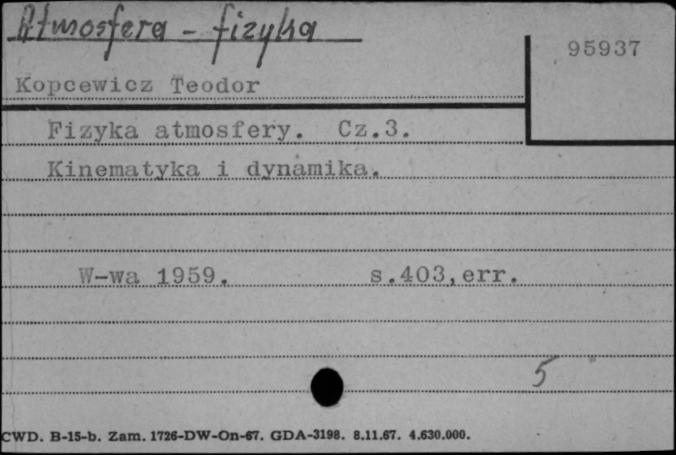 Atmosfera - fizyka
95937
Kopcewicz Teodor
Fizyka atmosfery. Cz.3.
Kinematyka i dynamika.
W-wa 1959. s.403,err.
5
CWD. B-15-b. Zam. 1726-DW-On-67. GDA-3198. 8.11.67. 4.630.000.